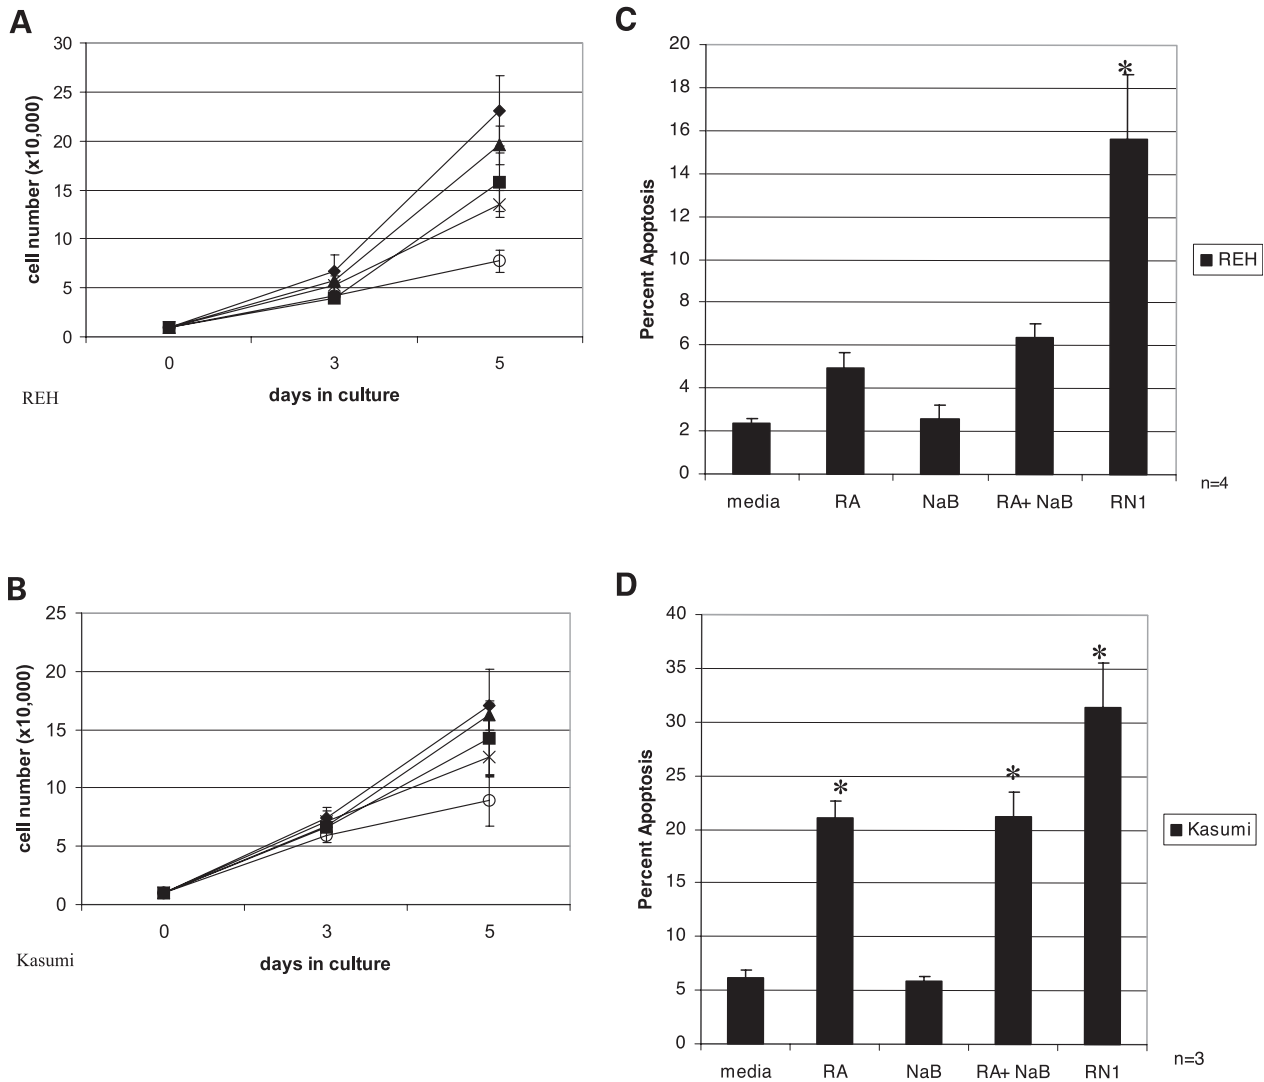 A
30
25
20
15
10
5
0
cell number (x10,000)
0 3 5
days in culture
REH
C
20
18
16
14
12
10
8
6
4
2
0
Percent Apoptosis
*
media RA NaB RA+ NaB RN1
REH
n=4
B
25
20
15
10
5
0
cell number (x10,000)
0 3 5
days in culture
Kasumi
D
40
35
30
25
20
15
10
5
0
Percent Apoptosis
* * *
media RA NaB RA+ NaB RN1
Kasumi
n=3